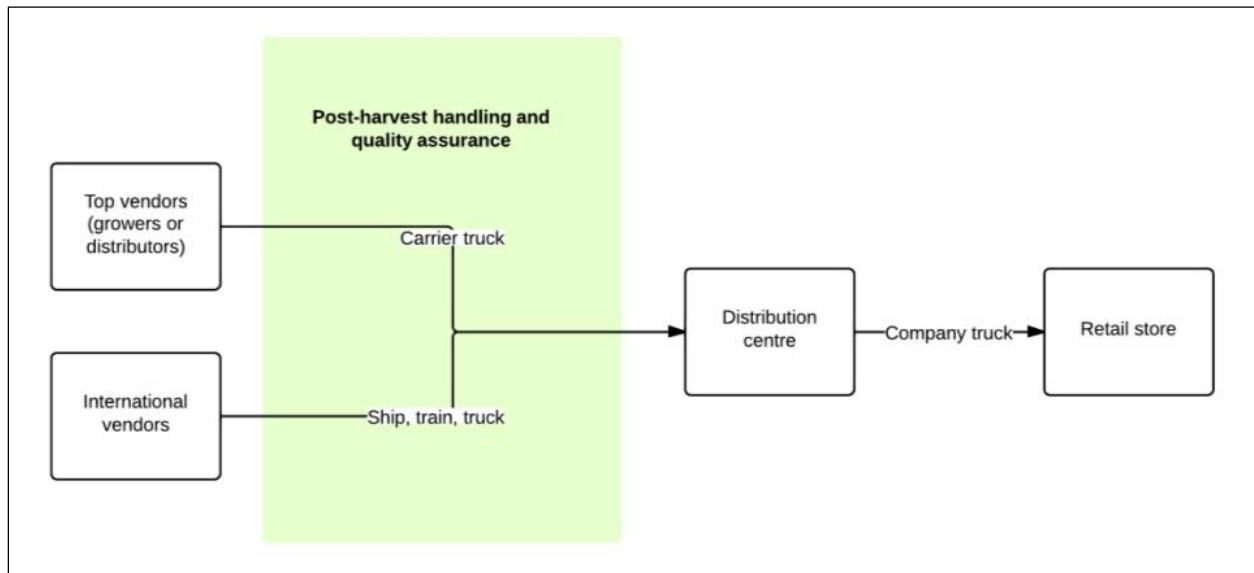 Post-harvest handling and
quality assurance
Top vendors
(growers or
distributors)
Carrier truck
International
vendors
Ship, train, truck
Distribution
centre
Company truck
Retail store